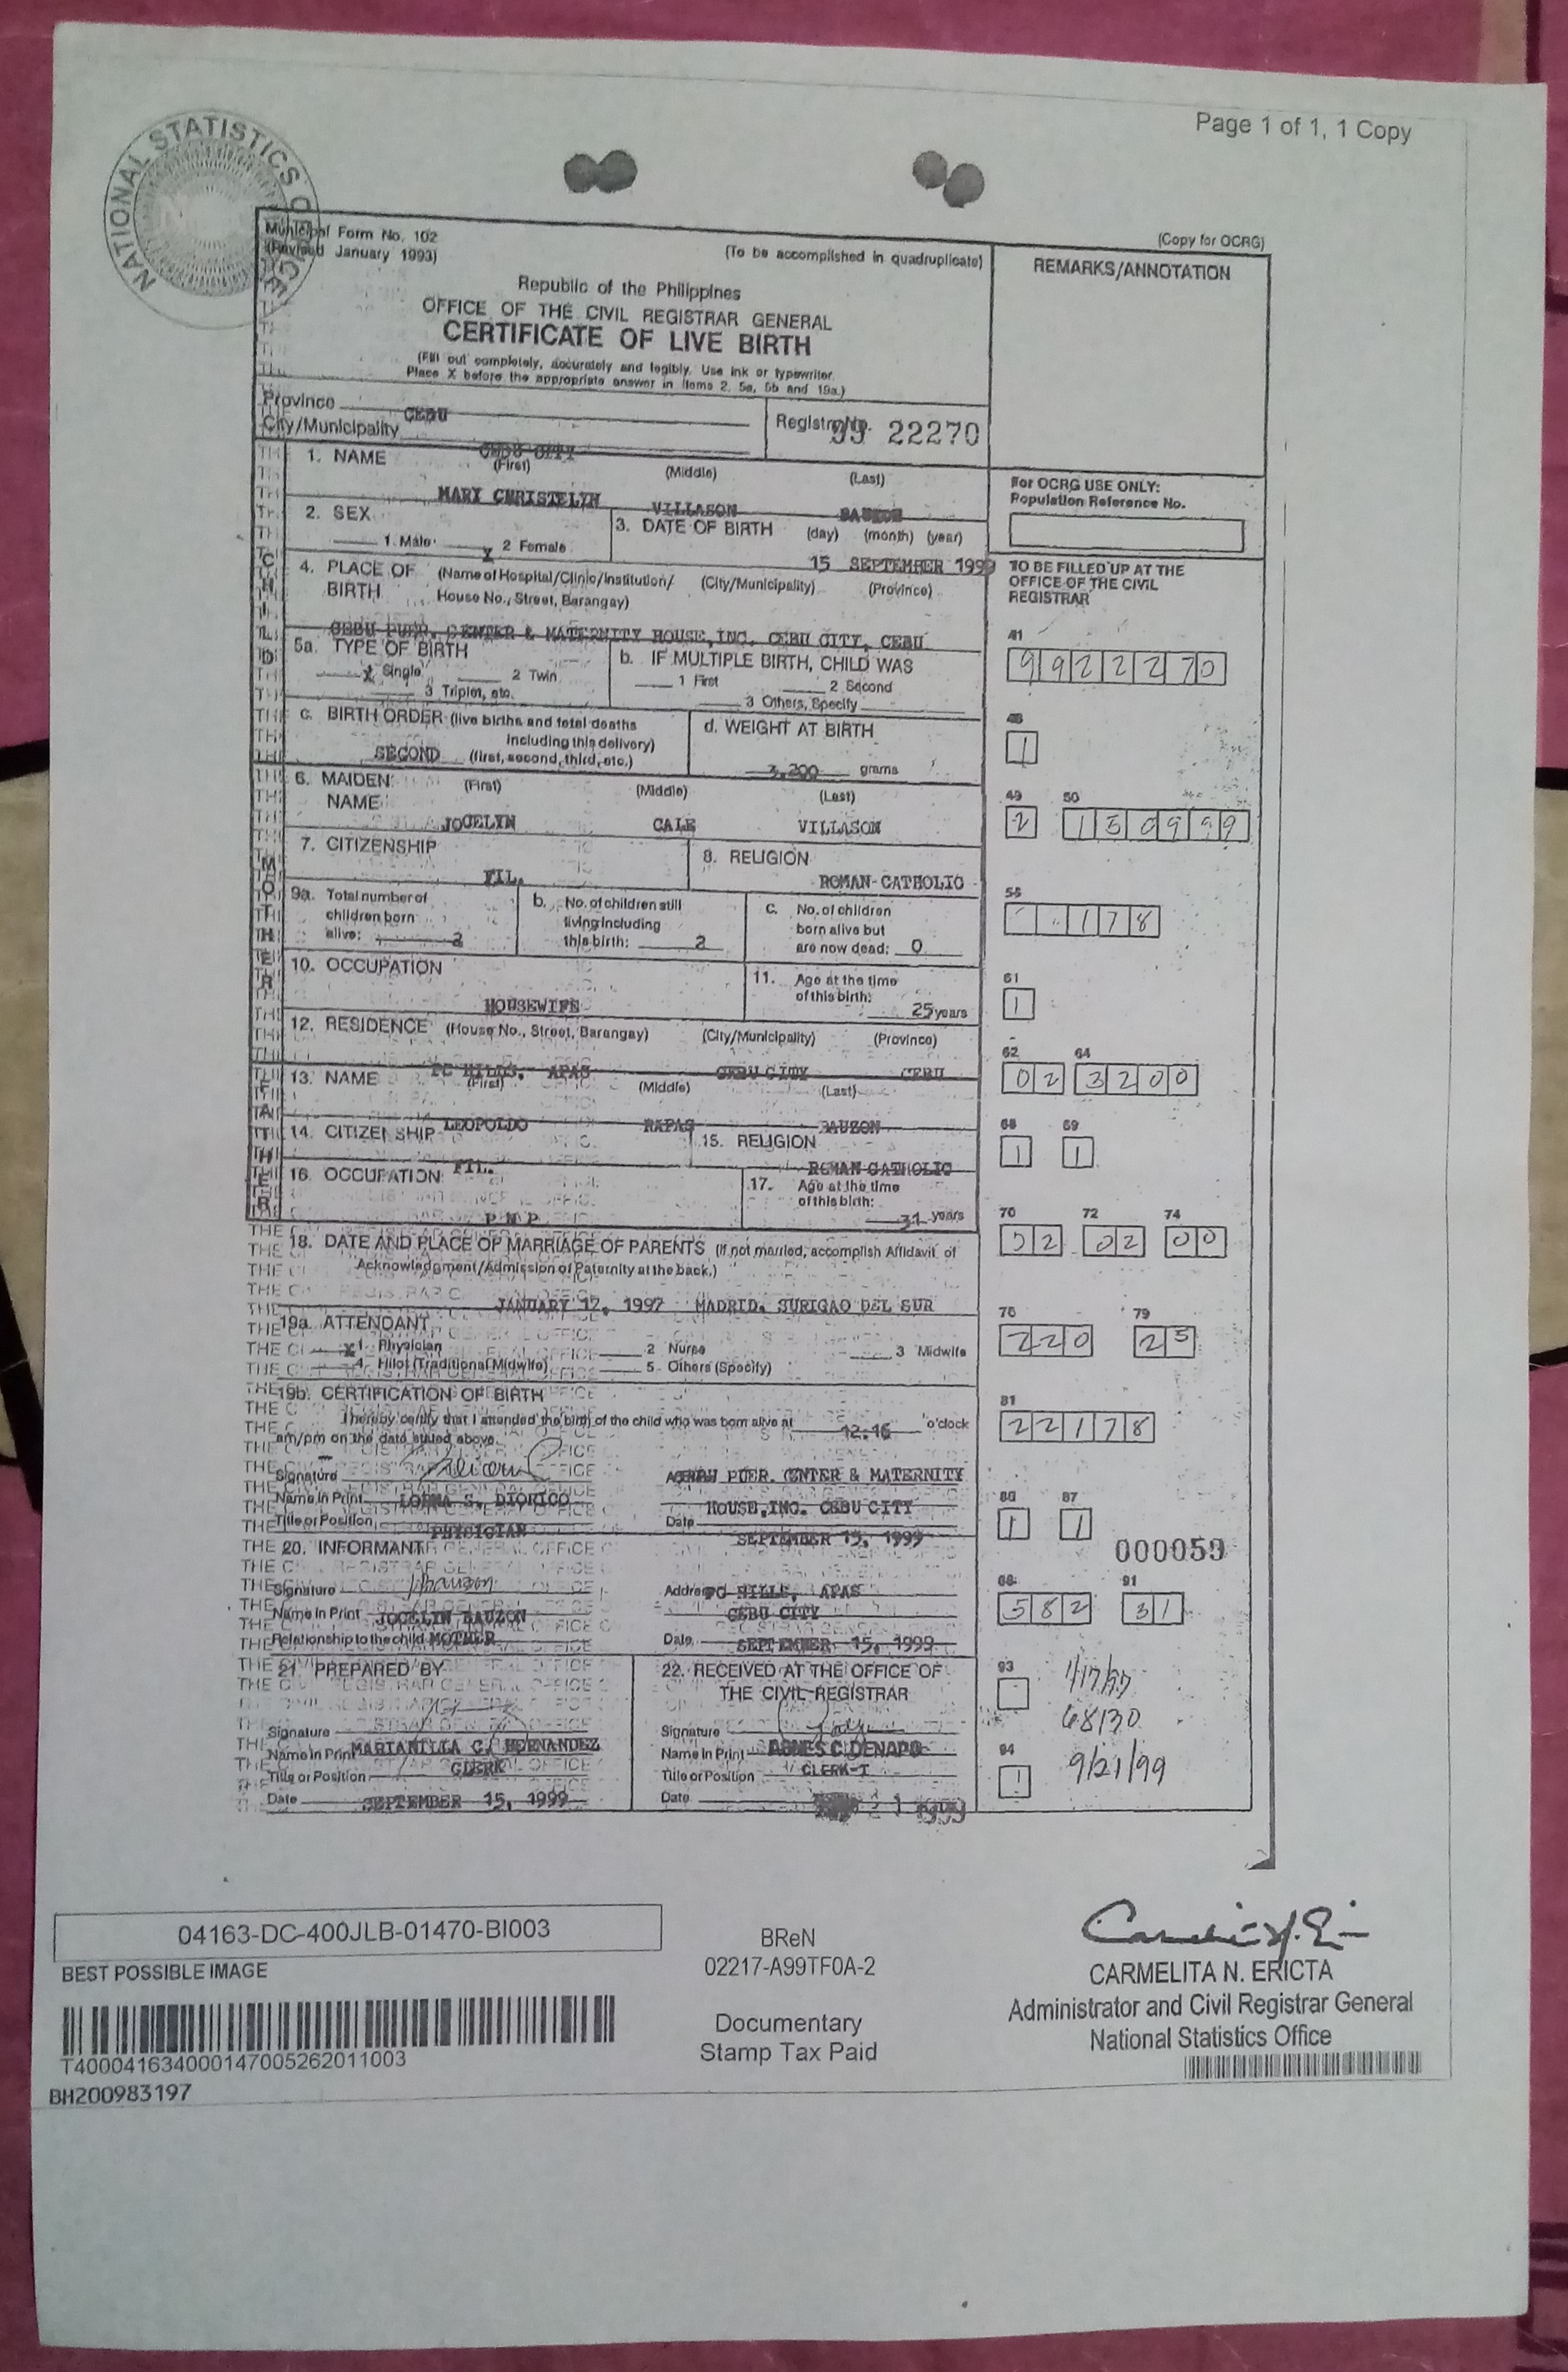 Page 1 of 1, 1 Copy
NATIONAL STATISTICS OFFICE
Municipal Form No. 102
(Revised January 1993)
(To be accomplished in quadruplicate)
(Copy for OCRG)
REMARKS/ANNOTATION
Republic of the Philippines
OFFICE OF THE CIVIL REGISTRAR GENERAL
CERTIFICATE OF LIVE BIRTH
(Fill out completely, accurately and legibly. Use ink or typewriter.
Place X before the appropriate answer in items 2, 5a, 5b and 19a.)
Province CEBU
City/Municipality CEBU CITY
Registry No. 99 22270
1. NAME (First) (Middle) (Last)
MARY CHRISTELYN VILLASON BAUZON
For OCRG USE ONLY:
Population Reference No.
2. SEX
1. Male X 2 Female
3. DATE OF BIRTH (day) (month) (year)
15 SEPTEMBER 1999
TO BE FILLED UP AT THE
OFFICE OF THE CIVIL
REGISTRAR
4. PLACE OF BIRTH (Name of Hospital/Clinic/Institution/ House No., Street, Barangay) (City/Municipality) (Province)
CEBU PUER. CENTER & MATERNITY HOUSE, INC. CEBU CITY, CEBU
41
9922270
5a. TYPE OF BIRTH
X Single 2 Twin
3 Triplet, etc.
b. IF MULTIPLE BIRTH, CHILD WAS
1 First 2 Second
3 Others, Specify
c. BIRTH ORDER (live births and fetal deaths
including this delivery)
SECOND (first, second, third, etc.)
d. WEIGHT AT BIRTH
3,200 grams
48
1
6. MAIDEN NAME (First) (Middle) (Last)
JOCELYN CALE VILLASON
49 50
2 150999
7. CITIZENSHIP
FIL.
8. RELIGION
ROMAN CATHOLIC
178
9a. Total number of children born alive: 2
b. No. of children still living including this birth: 2
c. No. of children born alive but are now dead: 0
10. OCCUPATION
HOUSEWIFE
11. Age at the time of this birth: 25 years
61
1
12. RESIDENCE (House No., Street, Barangay) (City/Municipality) (Province)
PC HILLS, APAS CEBU CITY CEBU
62 64
02 3200
13. NAME (First) (Middle) (Last)
LEOPOLDO RAPAS BAUZON
14. CITIZENSHIP FIL.
15. RELIGION
ROMAN CATHOLIC
68 69
1 1
16. OCCUPATION
P N P
17. Age at the time of this birth: 31 years
70 72 74
02 02 00
18. DATE AND PLACE OF MARRIAGE OF PARENTS (If not married, accomplish Affidavit of
Acknowledgment/Admission of Paternity at the back.)
JANUARY 17, 1997 MADRID, SURIGAO DEL SUR
76 79
220 25
19a. ATTENDANT
X 1 Physician 2 Nurse 3 Midwife
4 Hilot (Traditional Midwife) 5 Others (Specify)
19b. CERTIFICATION OF BIRTH
I hereby certify that I attended the birth of the child who was born alive at 12:16 o'clock
am/pm on the date stated above.
81
22178
Signature
Name in Print LORNA S. DIORICO
Title or Position PHYSICIAN
CEBU PUER. CENTER & MATERNITY
HOUSE, INC. CEBU CITY
Date SEPTEMBER 15, 1999
86 87
1 1
000059
20. INFORMANT
Signature
Name in Print JOCELYN BAUZON
Relationship to the child MOTHER
Address PC HILLS, APAS
CEBU CITY
Date SEPTEMBER 15, 1999
88 91
582 31
21. PREPARED BY
Signature
Name in Print MARIANILLA C. HERNANDEZ
Title or Position CLERK
Date SEPTEMBER 15, 1999
22. RECEIVED AT THE OFFICE OF
THE CIVIL REGISTRAR
Signature
Name in Print AGNES C. DENAPO
Title or Position CLERK-I
Date 21 1999
93
1/17/97
68130
94
1
9/21/99
04163-DC-400JLB-01470-BI003
BEST POSSIBLE IMAGE
T400041634000147005262011003
BH200983197
BReN
02217-A99TF0A-2
Documentary
Stamp Tax Paid
CARMELITA N. ERICTA
Administrator and Civil Registrar General
National Statistics Office